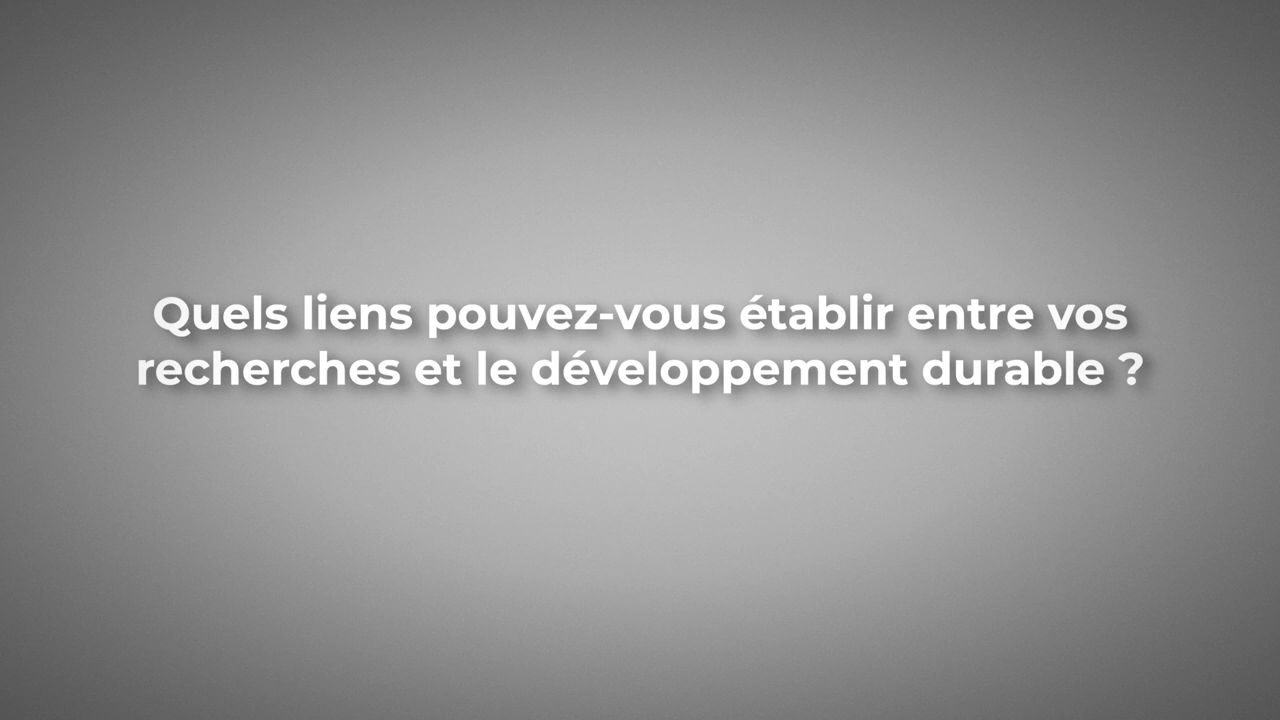 Quels liens pouvez-vous établir entre vos
recherches et le développement durable ?